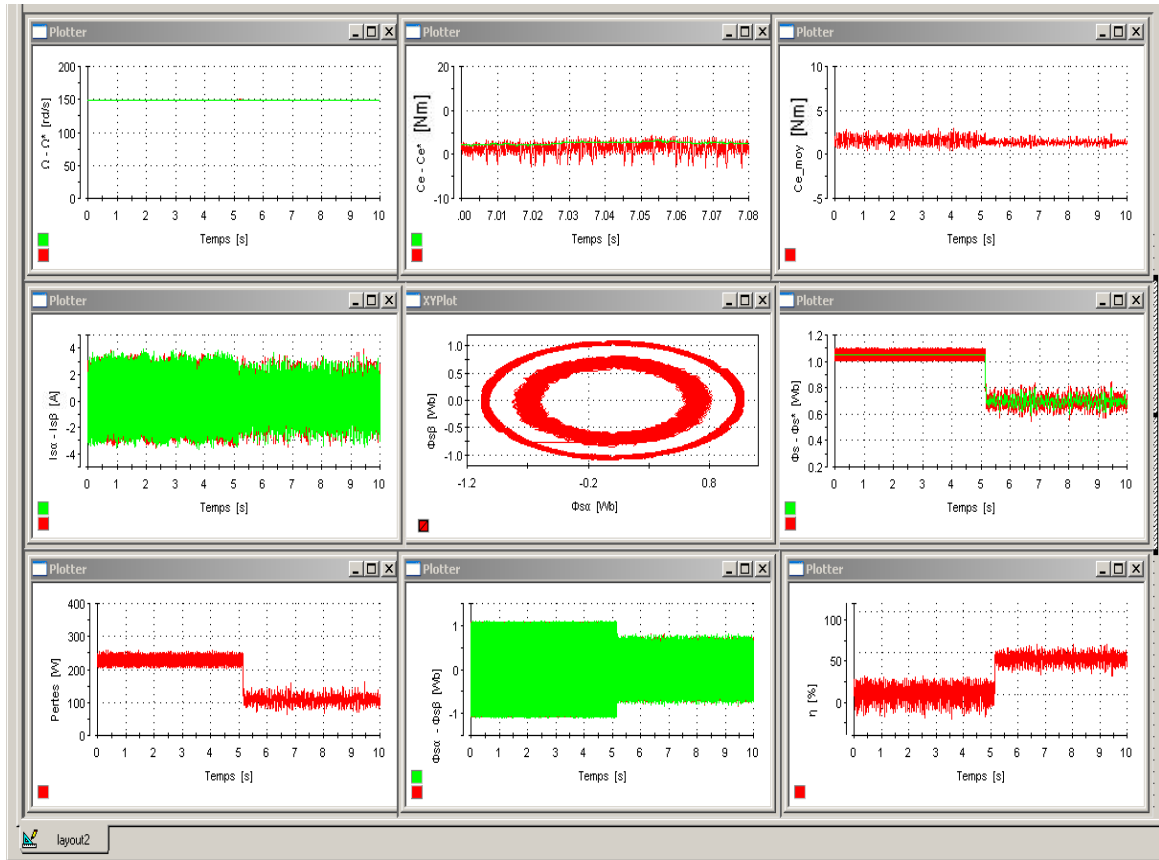 Plotter
200
150
100
50
0
Ω - Ω* [rd/s]
0 1 2 3 4 5 6 7 8 9 10
Temps [s]
Plotter
20
20
0
-10
Ce - Ce* [Nm]
.00 7.01 7.02 7.03 7.04 7.05 7.06 7.07 7.08
Temps [s]
Plotter
10
5
0
-5
Ce_moy [Nm]
0 1 2 3 4 5 6 7 8 9 10
Temps [s]
Plotter
4
2
0
-2
-4
Isα - Isβ [A]
0 1 2 3 4 5 6 7 8 9 10
Temps [s]
XYPlot
1.0
0.5
0.0
-0.5
-1.0
Φsβ [Wb]
-1.2 -0.2 0.8
Φsα [Wb]
Plotter
1.2
1.0
0.8
0.6
0.4
0.2
Φs - Φs* [Wb]
0 1 2 3 4 5 6 7 8 9 10
Temps [s]
Plotter
400
300
200
100
0
Pertes [W]
0 1 2 3 4 5 6 7 8 9 10
Temps [s]
Plotter
1
0
-1
Φsα - Φsβ [Wb]
0 1 2 3 4 5 6 7 8 9 10
Temps [s]
Plotter
100
50
0
η [%]
0 1 2 3 4 5 6 7 8 9 10
Temps [s]
layout2